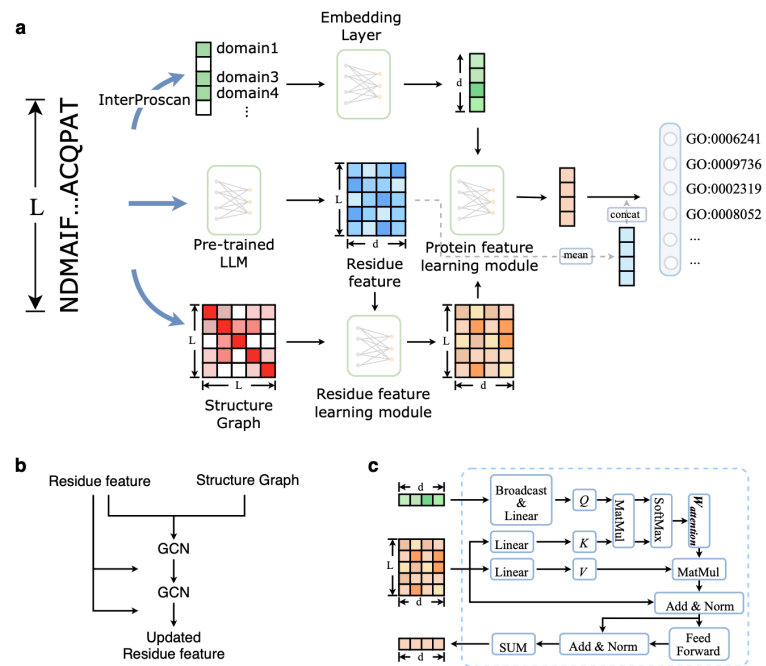 a
Embedding
Layer
domain1
domain3
domain4
...
InterProscan
d
NDMAIF...ACQPAT
L
Pre-trained
LLM
L
d
Residue
feature
Protein feature
learning module
mean
concat
GO:0006241
GO:0009736
GO:0002319
GO:0008052
...
...
L
L
Structure
Graph
Residue feature
learning module
L
d
b
Residue feature
Structure Graph
GCN
GCN
Updated
Residue feature
c
d
Broadcast
&
Linear
Q
MatMul
SoftMax
Wattention
L
d
Linear
K
Linear
V
MatMul
Add & Norm
Feed
Forward
Add & Norm
SUM
d